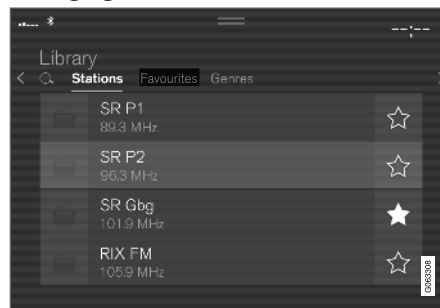 --:--
Library
Stations Favourites Genres
SR P1
89.3 MHz
SR P2
96.3 MHz
SR Gbg
101.9 MHz
RIX FM
105.9 MHz
G063308